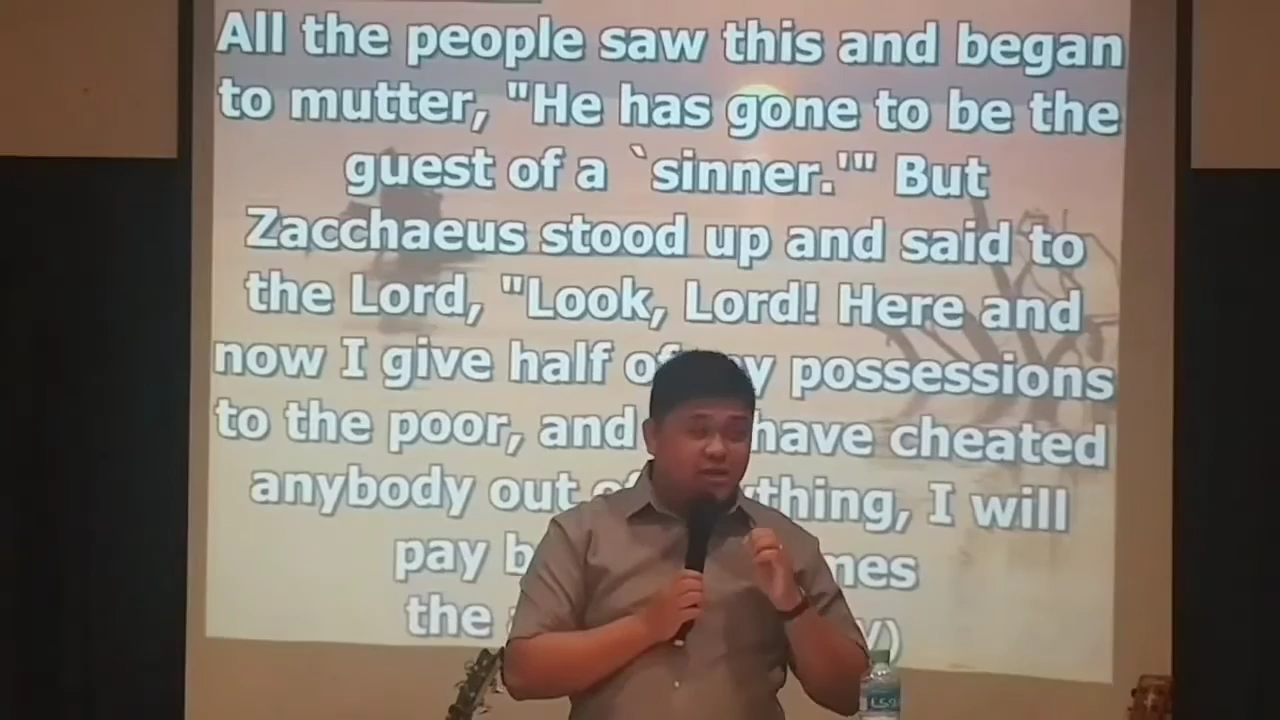 All the people saw this and began
to mutter, "He has gone to be the
guest of a `sinner.'" But
Zacchaeus stood up and said to
the Lord, "Look, Lord! Here and
now I give half of possessions
to the poor, and have cheated
anybody out will
pay
the